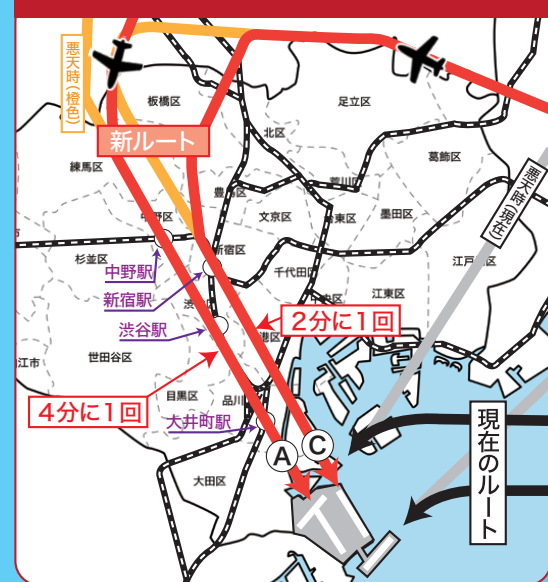 悪天時(橙色)
板橋区
足立区
新ルート
北区
葛飾区
練馬区
荒川区
悪天時(現在)
豊島区
中野区
文京区
台東区
墨田区
杉並区
新宿区
江戸川区
中野駅
千代田区
新宿駅
渋谷区
中央区
江東区
渋谷駅
港区
2分に1回
江市
世田谷区
目黒区
品川
4分に1回
大井町駅
現在のルート
A
C
大田区